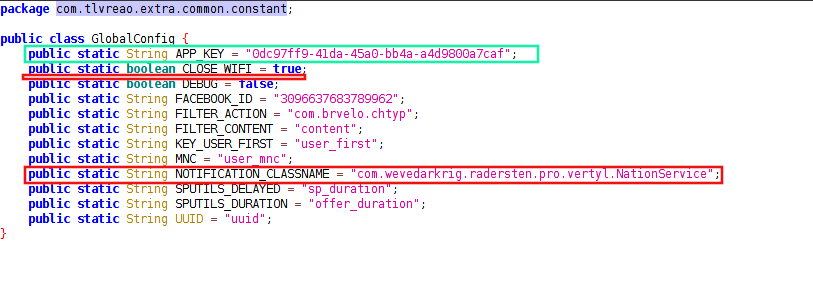 package com.tlvreao.extra.common.constant;
public class GlobalConfig {
public static String APP_KEY = "0dc97ff9-41da-45a0-bb4a-a4d9800a7caf";
public static boolean CLOSE_WIFI = true;
public static boolean DEBUG = false;
public static String FACEBOOK_ID = "3096637683789962";
public static String FILTER_ACTION = "com.brvelo.chtyp";
public static String FILTER_CONTENT = "content";
public static String KEY_USER_FIRST = "user_first";
public static String MNC = "user_mnc";
public static String NOTIFICATION_CLASSNAME = "com.wevedarkrig.radersten.pro.vertyl.NationService";
public static String SPUTILS_DELAYED = "sp_duration";
public static String SPUTILS_DURATION = "offer_duration";
public static String UUID = "uuid";
}